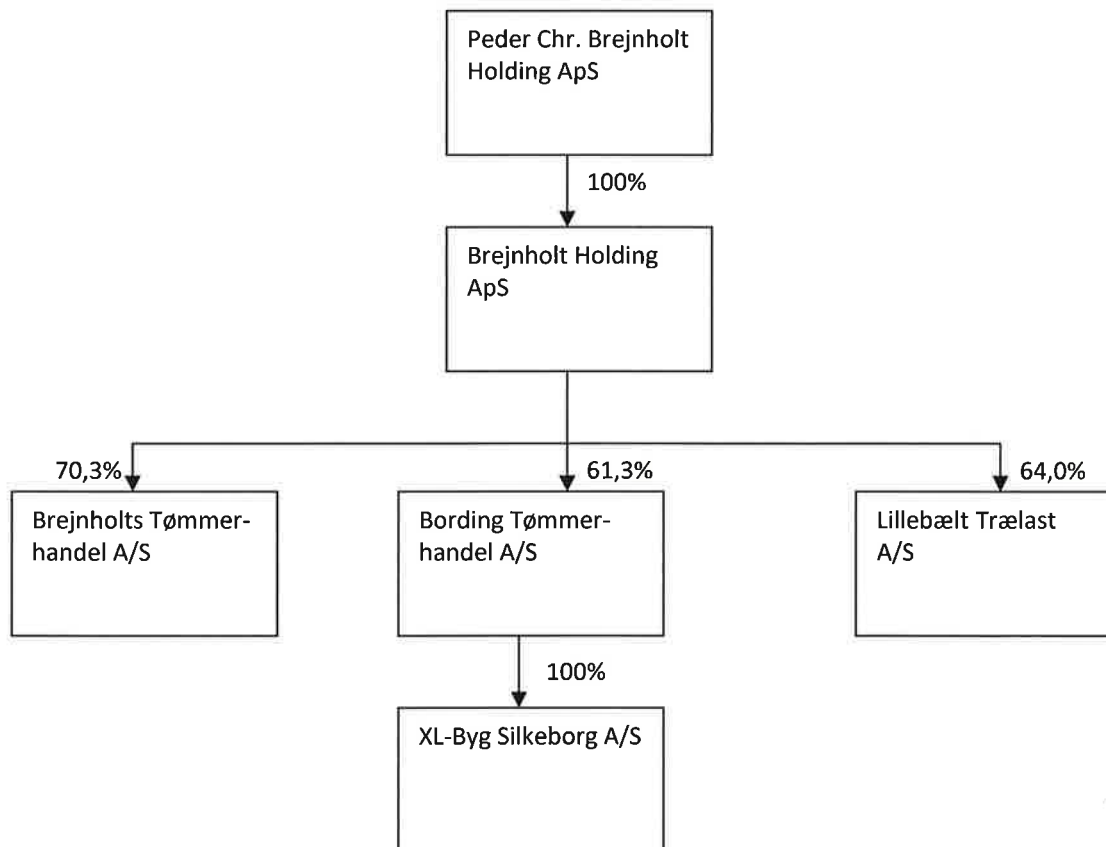 Peder Chr. Brejnholt
Holding ApS
100%
Brejnholt Holding
ApS
70,3%
61,3%
64,0%
Brejnholts Tømmer-
handel A/S
Bording Tømmer-
handel A/S
Lillebælt Trælast
A/S
100%
XL-Byg Silkeborg A/S